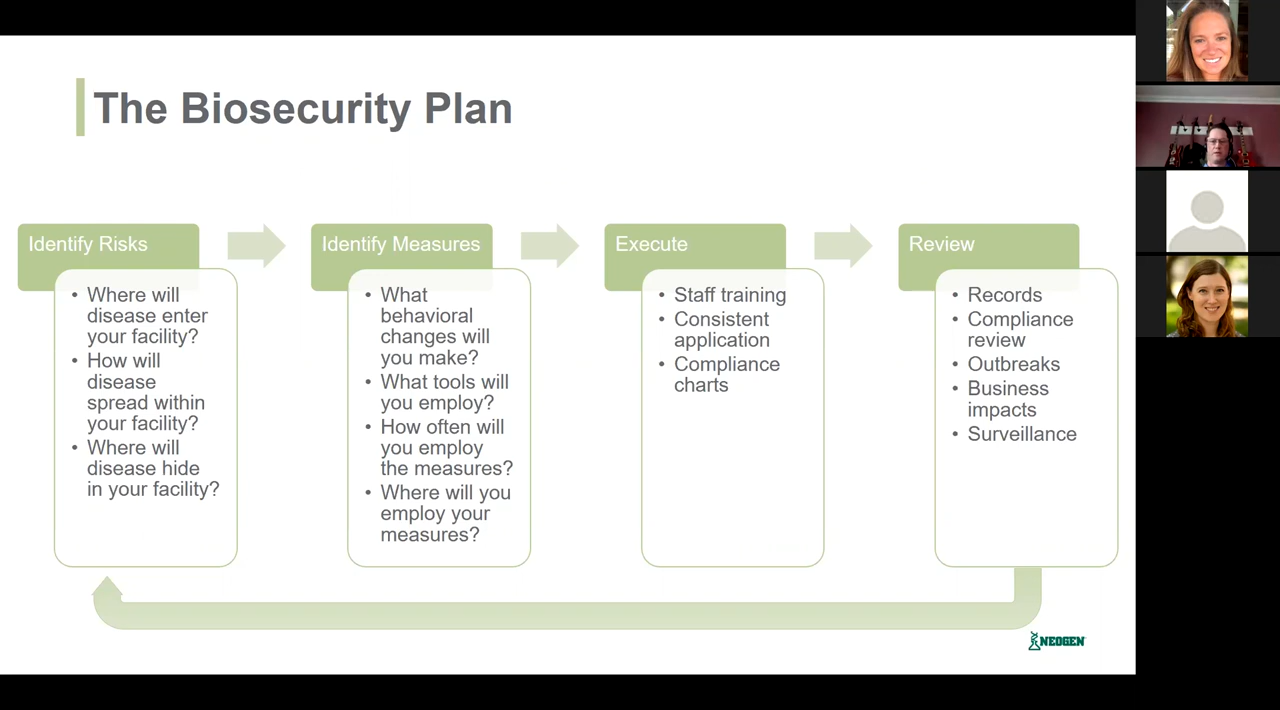 The Biosecurity Plan
Identify Risks
• Where will
disease enter
your facility?
• How will
disease
spread within
your facility?
• Where will
disease hide
in your facility?
Identify Measures
• What
behavioral
changes will
you make?
• What tools will
you employ?
• How often will
you employ
the measures?
• Where will you
employ your
measures?
Execute
• Staff training
• Consistent
application
• Compliance
charts
Review
• Records
• Compliance
review
• Outbreaks
• Business
impacts
• Surveillance
NEOGEN